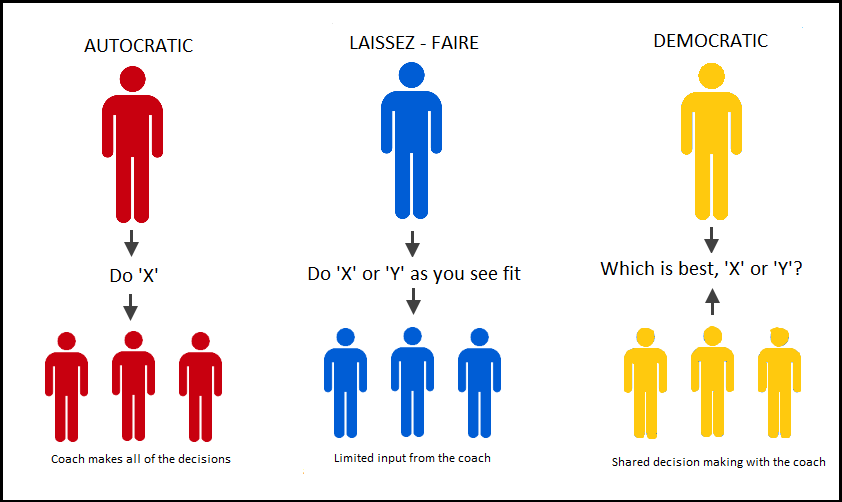 AUTOCRATIC
LAISSEZ - FAIRE
DEMOCRATIC
Do 'X'
Do 'X' or 'Y' as you see fit
Which is best, 'X' or 'Y'?
Coach makes all of the decisions
Limited input from the coach
Shared decision making with the coach